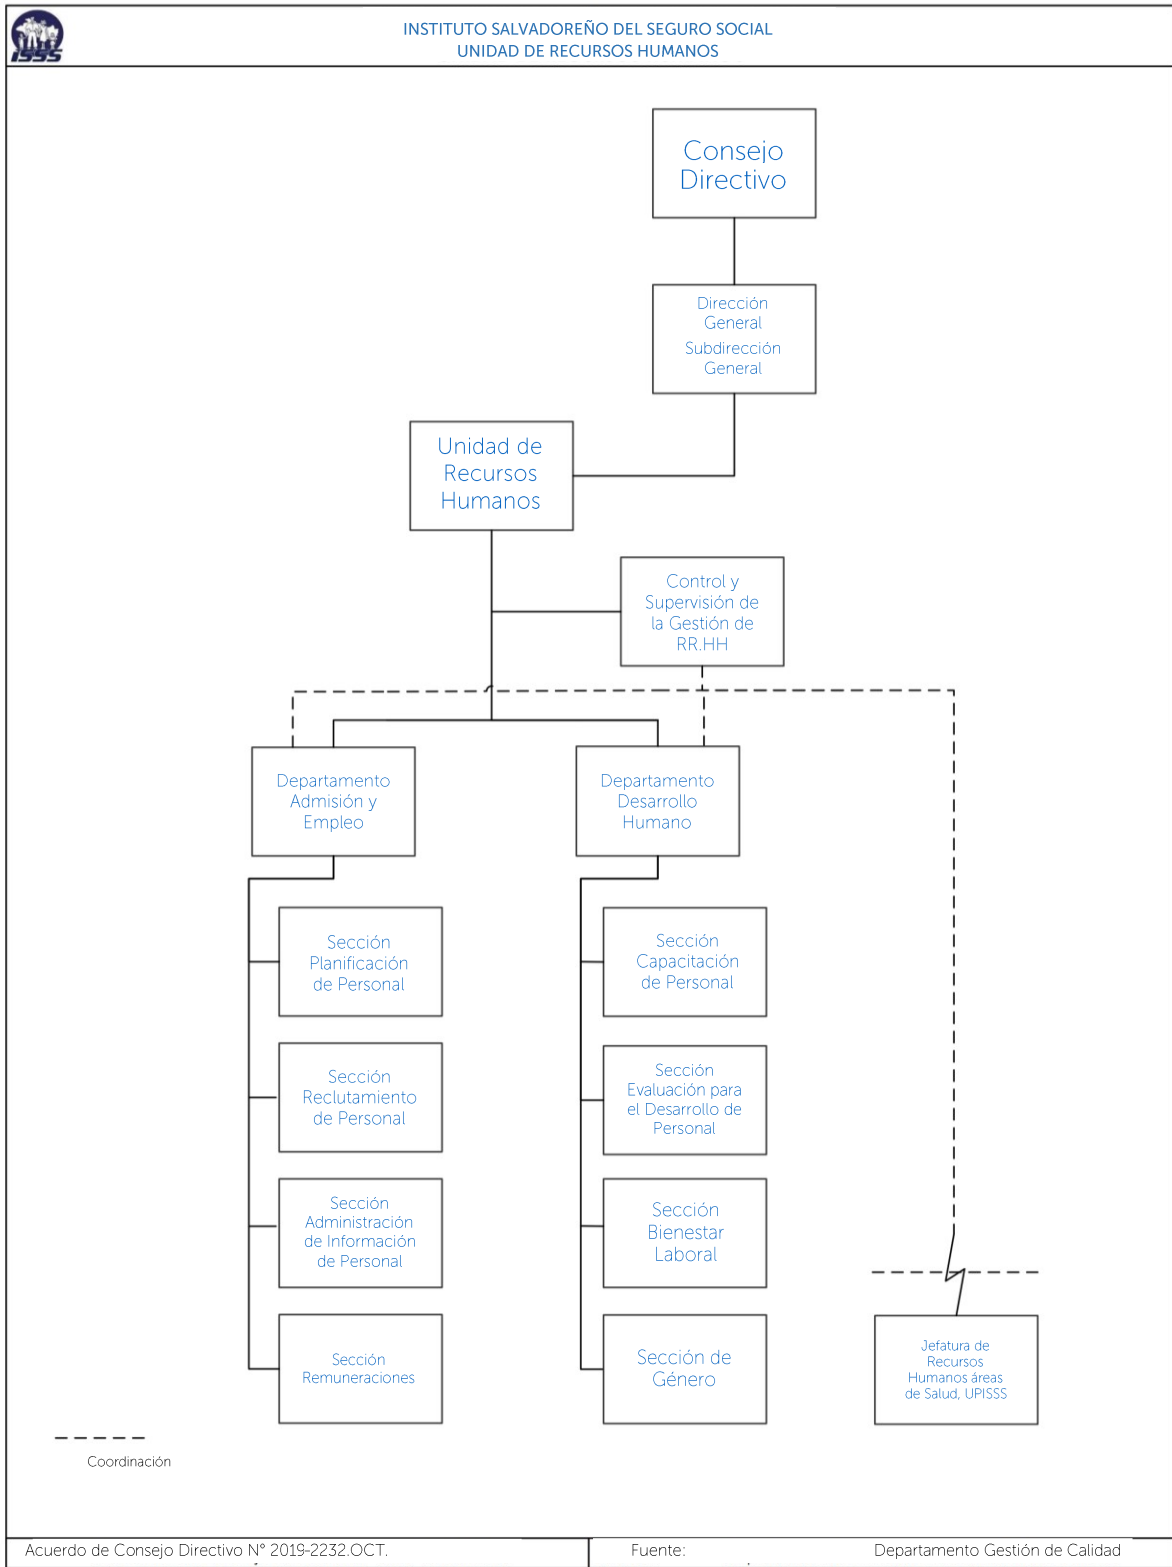 ISSS
INSTITUTO SALVADOREÑO DEL SEGURO SOCIAL
UNIDAD DE RECURSOS HUMANOS
Consejo
Directivo
Dirección
General
Subdirección
General
Unidad de
Recursos
Humanos
Control y
Supervisión de
la Gestión de
RR.HH
Departamento
Admisión y
Empleo
Departamento
Desarrollo
Humano
Sección
Planificación
de Personal
Sección
Reclutamiento
de Personal
Sección
Administración
de Información
de Personal
Sección
Remuneraciones
Sección
Capacitación
de Personal
Sección
Evaluación para
el Desarrollo de
Personal
Sección
Bienestar
Laboral
Sección de
Género
Jefatura de
Recursos
Humanos áreas
de Salud, UPISSS
Coordinación
Acuerdo de Consejo Directivo N° 2019-2232.OCT.
Fuente: Departamento Gestión de Calidad